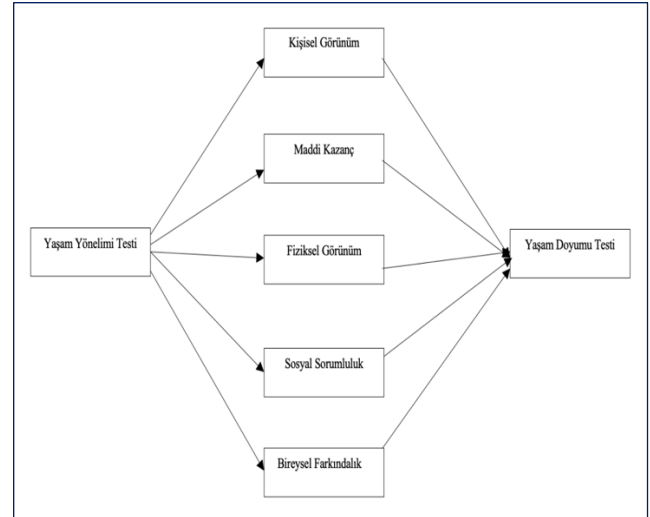 Kişisel Görünüm
Maddi Kazanç
Yaşam Yönelimi Testi
Fiziksel Görünüm
Yaşam Doyumu Testi
Sosyal Sorumluluk
Bireysel Farkındalık